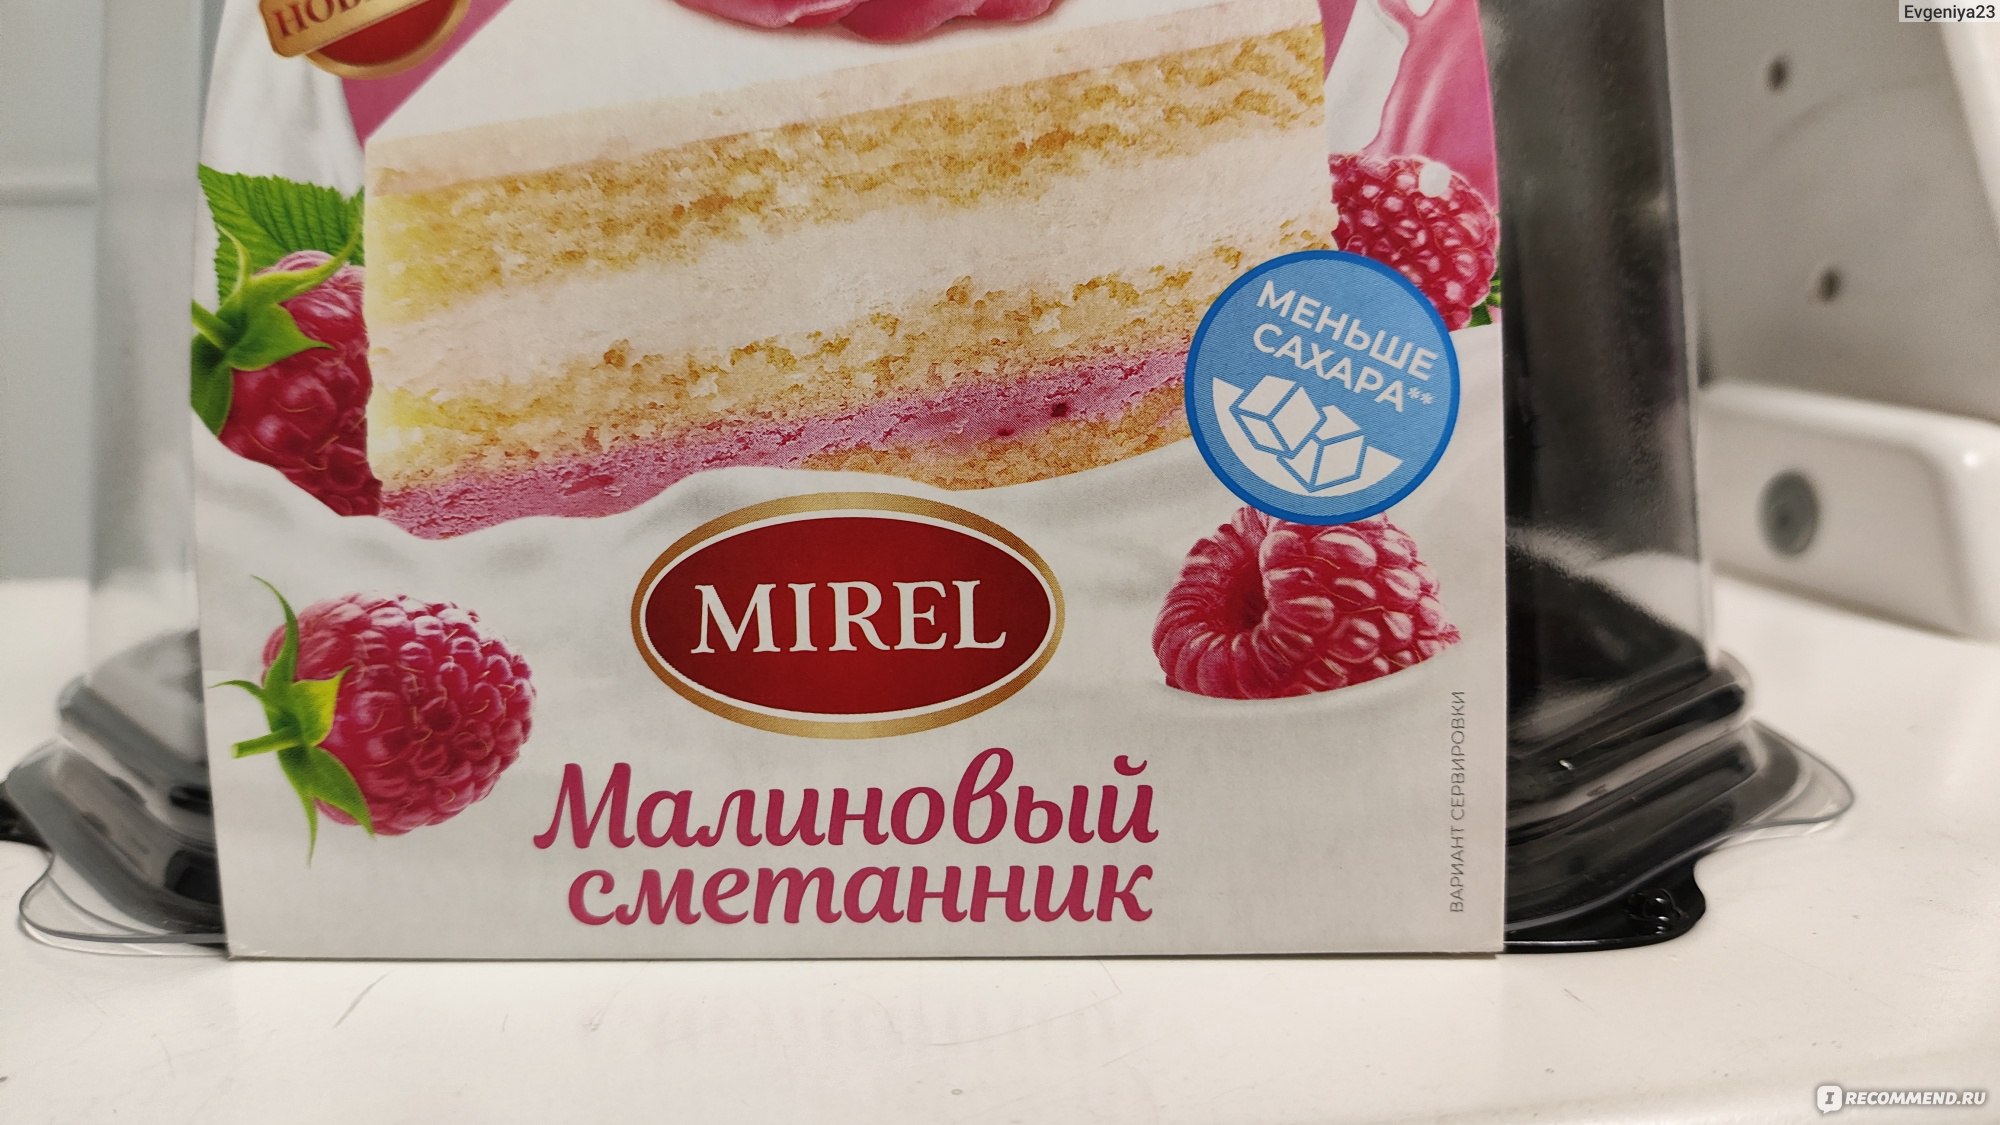 Evgeniya23
МЕНЬШЕ
САХАРА**
MIREL
Малиновый
сметанник
ВАРИАНТ СЕРВИРОВКИ
I RECOMMEND.RU